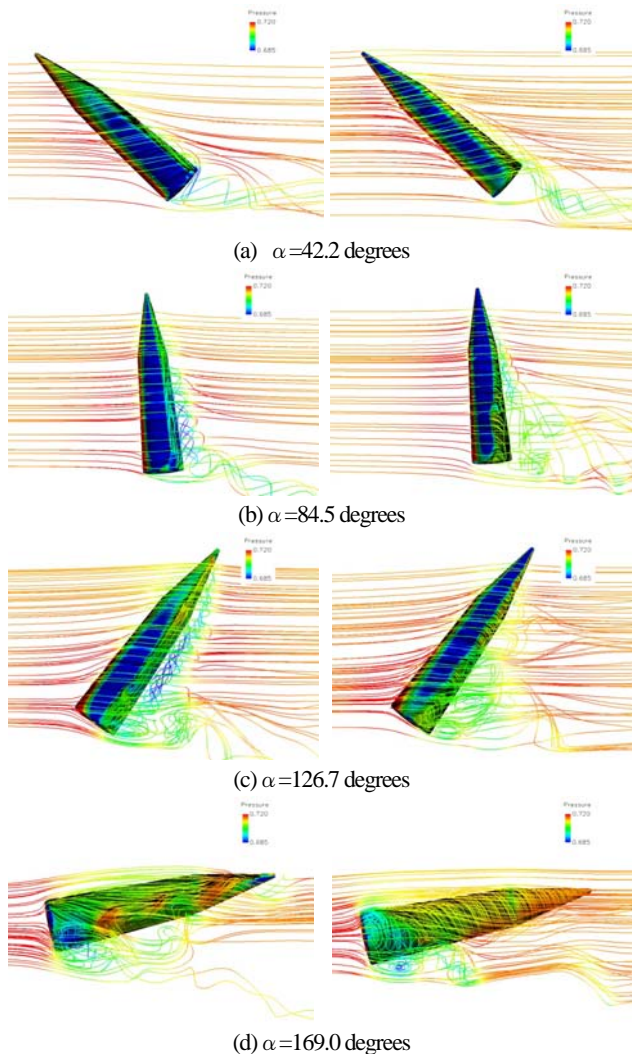 Pressure
0.720
0.685
Pressure
0.720
0.685
(a) α=42.2 degrees
Pressure
0.720
0.685
Pressure
0.720
0.685
(b) α=84.5 degrees
Pressure
0.720
0.685
Pressure
0.720
0.685
(c) α=126.7 degrees
Pressure
0.720
0.685
Pressure
0.720
0.685
(d) α=169.0 degrees